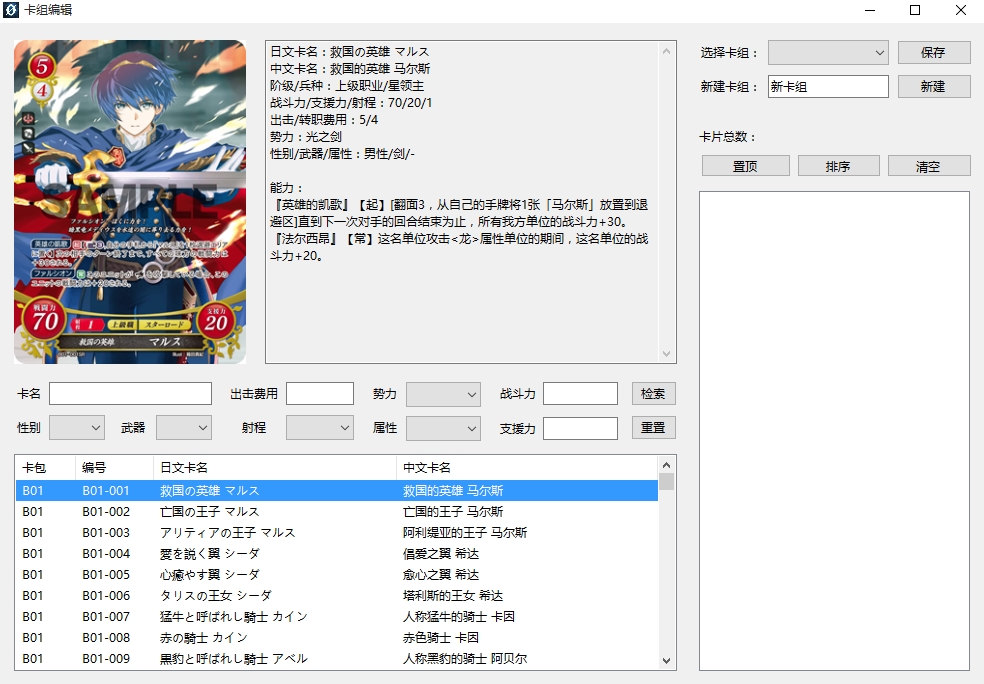 卡组编辑
5
4
SAMPLE
ファルシオン…ぼくに力を！
暗黒竜メディウスを永遠の闇に葬り去る力を！
英雄の凱歌
ファルシオン
戦闘力
70
1
上級職
スターロード
支援力
20
救国の英雄
マルス
日文卡名：救国の英雄 マルス
中文卡名：救国的英雄 马尔斯
阶级/兵种：上级职业/星领主
战斗力/支援力/射程：70/20/1
出击/转职费用：5/4
势力：光之剑
性别/武器/属性：男性/剑/-
能力：
『英雄的凯歌』【起】[翻面3，从自己的手牌将1张「马尔斯」放置到退
避区]直到下一次对手的回合结束为止，所有我方单位的战斗力+30。
『法尔西昂』【常】这名单位攻击<龙>属性单位的期间，这名单位的战
斗力+20。
选择卡组：
保存
新建卡组：
新卡组
新建
卡片总数：
置顶
排序
清空
卡名
出击费用
势力
战斗力
检索
性别
武器
射程
属性
支援力
重置
卡包 编号 日文卡名 中文卡名
B01 B01-001 救国の英雄 マルス 救国的英雄 马尔斯
B01 B01-002 亡国の王子 マルス 亡国的王子 马尔斯
B01 B01-003 アリティアの王子 マルス 阿利缇亚的王子 马尔斯
B01 B01-004 愛を説く翼 シーダ 倡爱之翼 希达
B01 B01-005 心癒やす翼 シーダ 愈心之翼 希达
B01 B01-006 タリスの王女 シーダ 塔利斯的王女 希达
B01 B01-007 猛牛と呼ばれし騎士 カイン 人称猛牛的骑士 卡因
B01 B01-008 赤の騎士 カイン 赤色骑士 卡因
B01 B01-009 黒豹と呼ばれし騎士 アベル 人称黑豹的骑士 阿贝尔